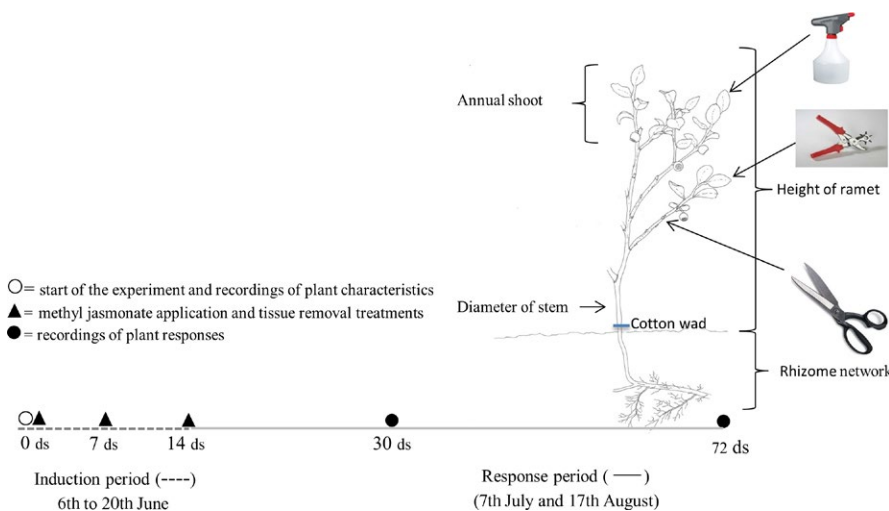 Annual shoot
Height of ramet
○= start of the experiment and recordings of plant characteristics
▲= methyl jasmonate application and tissue removal treatments
●= recordings of plant responses
Diameter of stem
Cotton wad
Rhizome network
0 ds 7 ds 14 ds 30 ds 72 ds
Induction period (----)
6th to 20th June
Response period ( — )
(7th July and 17th August)